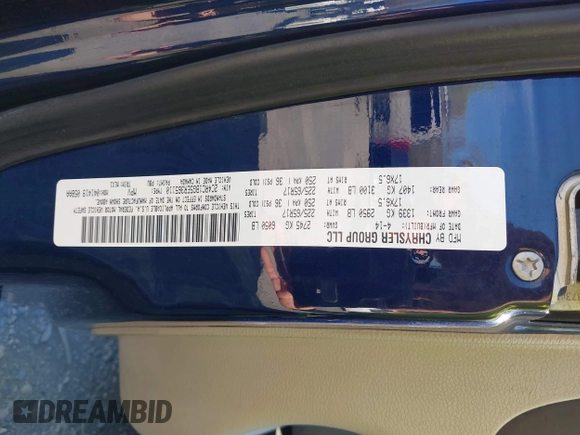 MFD BY CHRYSLER GROUP LLC
DATE OF MFR(BUILT): 4-14 GVWR: 2745 KG 6050 LB
1339 KG 2950 LB TIRES 225/65R17
RIMS AT 17X6.5 250 KPA( 36 PSI) COLD
GAWR REAR 1407 KG 3100 LB WITH TIRES 225/65R17
RIMS AT 17X6.5 250 KPA( 36 PSI) COLD
THIS VEHICLE CONFORMS TO ALL APPLICABLE U.S.A. FEDERAL MOTOR VEHICLE SAFETY
STANDARDS IN EFFECT ON THE DATE OF MANUFACTURE SHOWN ABOVE.
VIN: TYPE: MPV
VEHICLE MADE IN CANADA PAINT: PBU
TRIM:
DREAMBID